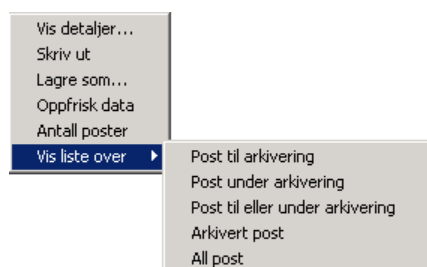 Vis detaljer...
Skriv ut
Lagre som...
Oppfrisk data
Antall poster
Vis liste over
Post til arkivering
Post under arkivering
Post til eller under arkivering
Arkivert post
All post